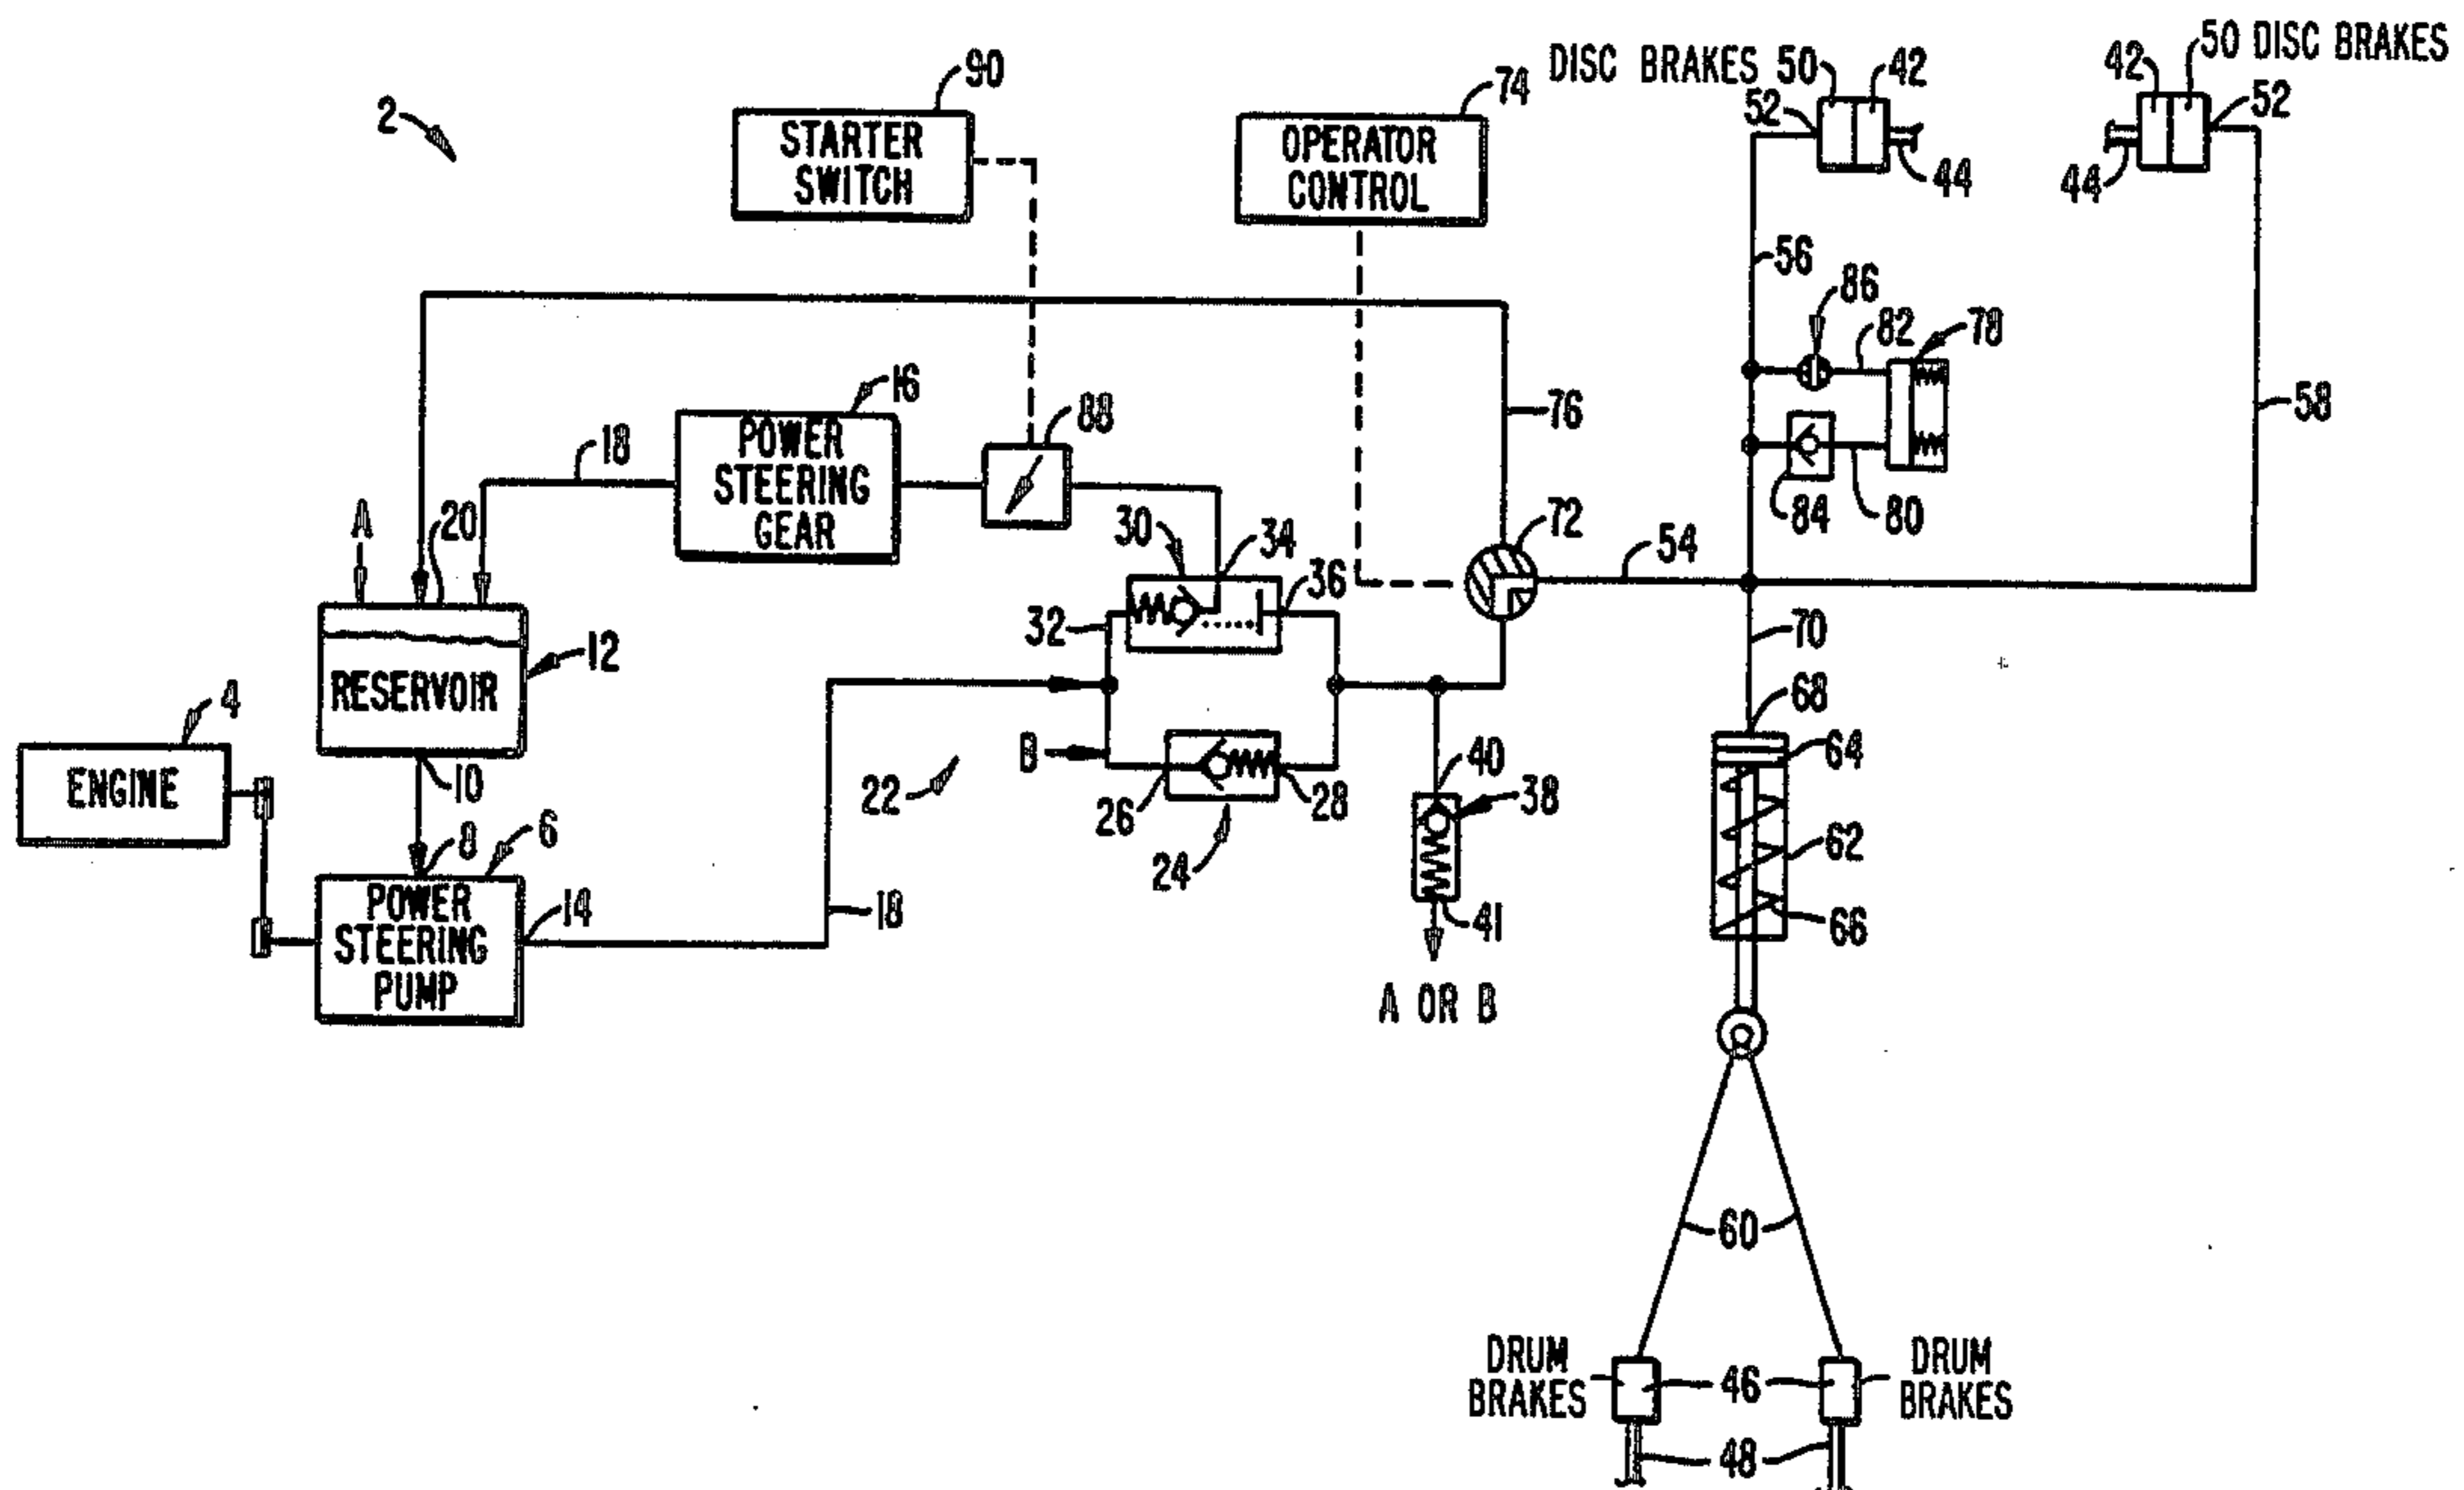 DISC BRAKES 50
42
42
50 DISC BRAKES
52
52
44
44
2
90
STARTER
SWITCH
74
OPERATOR
CONTROL
56
86
82
78
58
84
80
76
16
POWER
STEERING
GEAR
88
18
A
20
30
34
36
32
72
54
70
RESERVOIR
12
10
4
ENGINE
8
6
POWER
STEERING
PUMP
14
18
22
B
26
28
24
40
38
41
A OR B
68
64
62
66
60
DRUM
BRAKES
46
DRUM
BRAKES
48